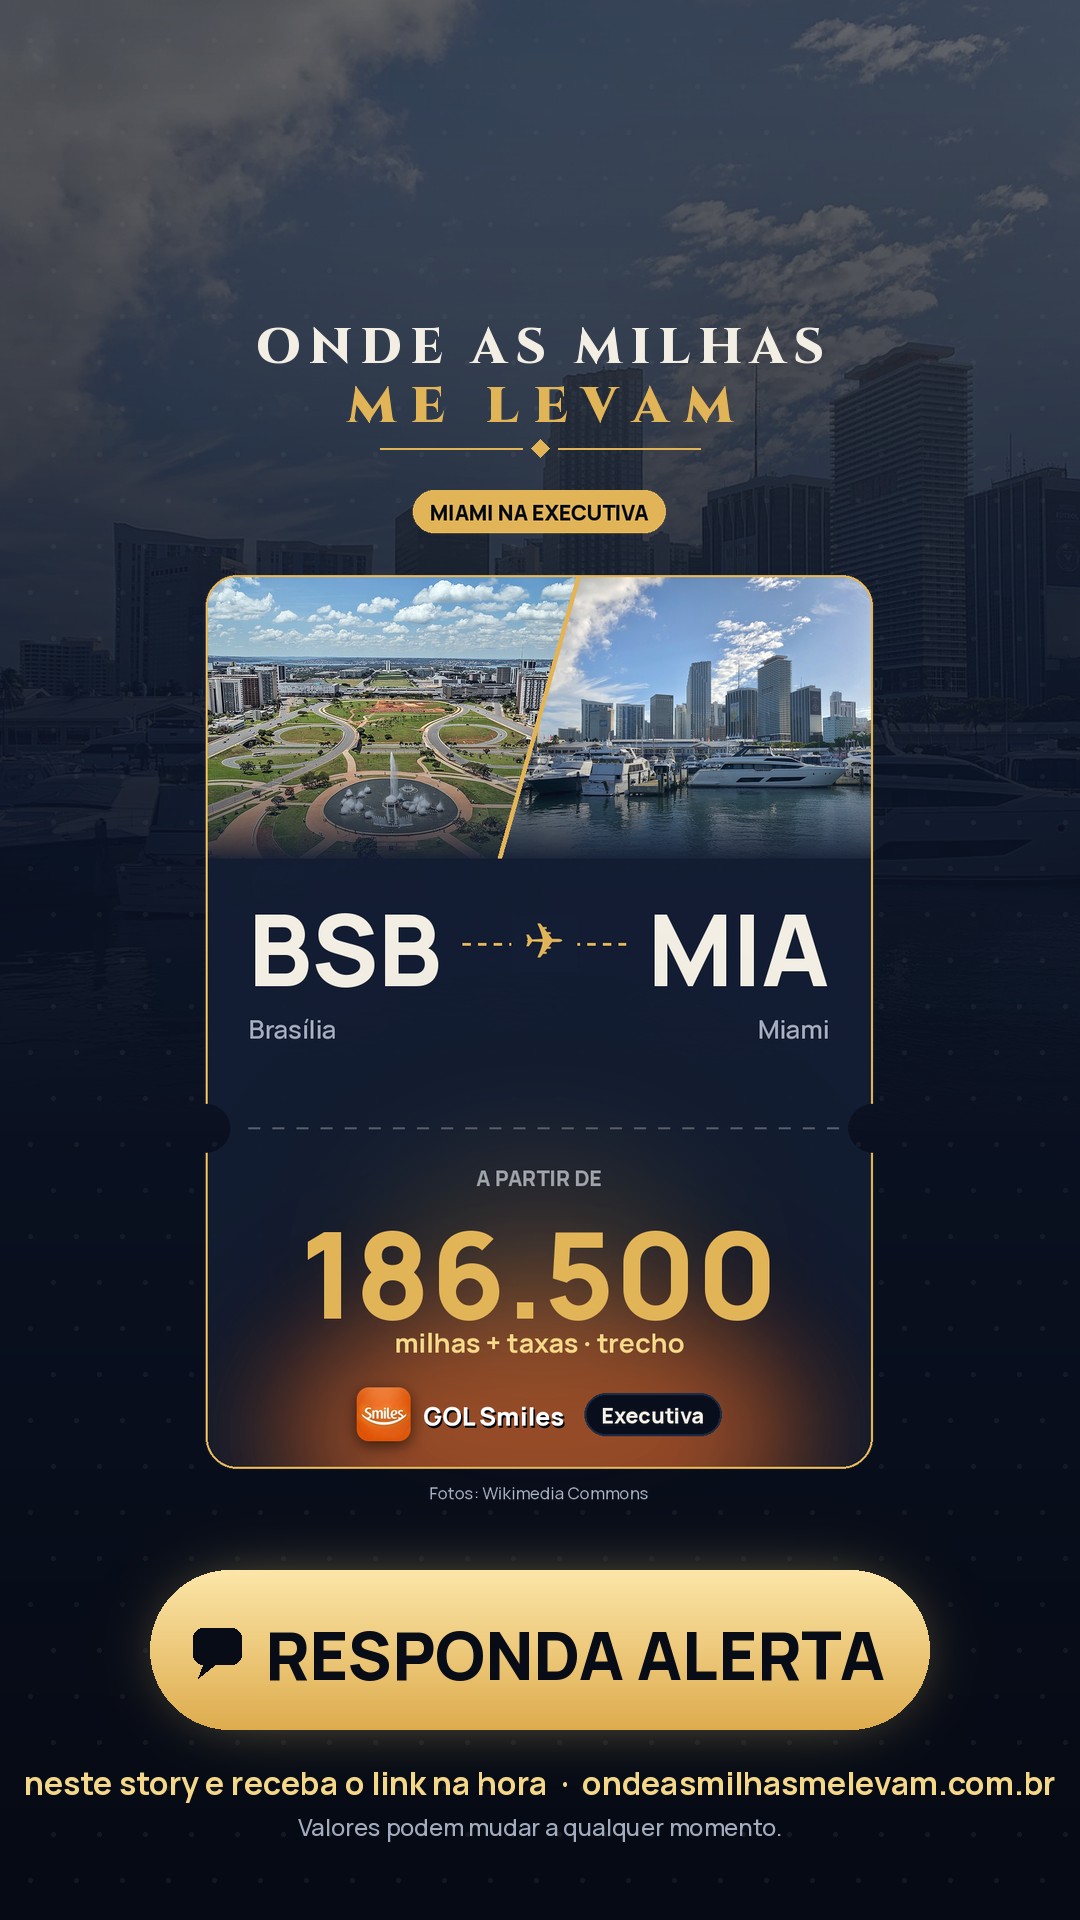 ONDE AS MILHAS
ME LEVAM
MIAMI NA EXECUTIVA
BSB MIA
Brasília Miami
A PARTIR DE
186.500
milhas + taxas · trecho
Smiles GOL Smiles Executiva
Fotos: Wikimedia Commons
RESPONDA ALERTA
neste story e receba o link na hora · ondeasmilhasmelevam.com.br
Valores podem mudar a qualquer momento.